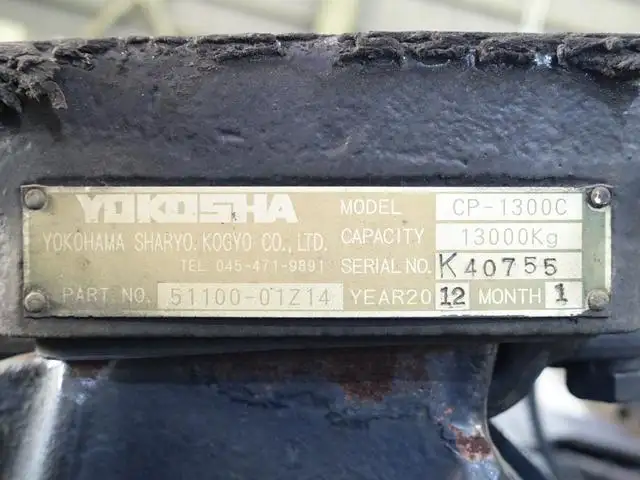 YOKOSHA
YOKOHAMA SHARYO. KOGYO CO., LTD.
TEL 045-471-9891
MODEL CP-1300C
CAPACITY 13000Kg
SERIAL NO. K40755
PART NO. 51100-01Z14 YEAR20 12 MONTH 1